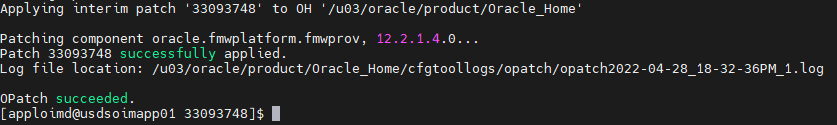 Applying interim patch '33093748' to OH '/u03/oracle/product/Oracle_Home'
Patching component oracle.fmwplatform.fmwprov, 12.2.1.4.0...
Patch 33093748 successfully applied.
Log file location: /u03/oracle/product/Oracle_Home/cfgtoollogs/opatch/opatch2022-04-28_18-32-36PM_1.log
OPatch succeeded.
[apploimd@usdsoimapp01 33093748]$